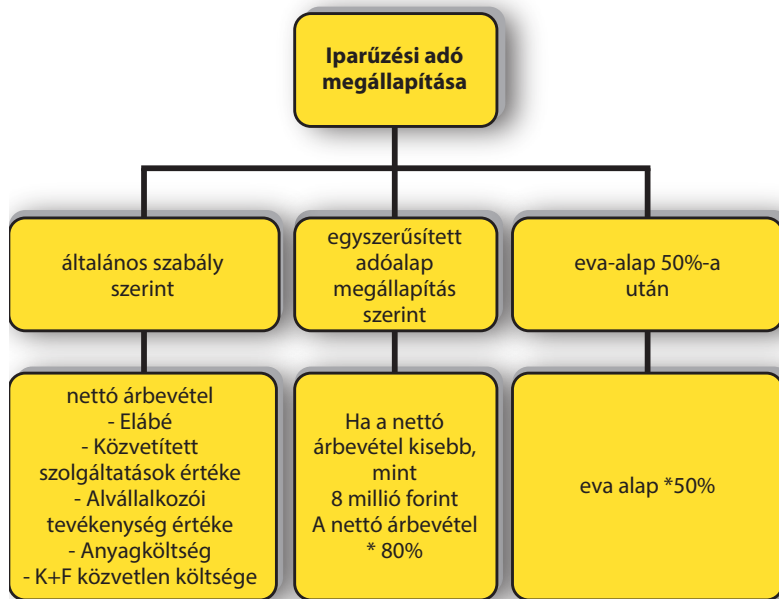 Iparűzési adó
megállapítása
általános szabály
szerint
egyszerűsített
adóalap
megállapítás
szerint
eva-alap 50%-a
után
nettó árbevétel
- Elábé
- Közvetített
szolgáltatások értéke
- Alvállalkozói
tevékenység értéke
- Anyagköltség
- K+F közvetlen költsége
Ha a nettó
árbevétel kisebb,
mint
8 millió forint
A nettó árbevétel
* 80%
eva alap *50%